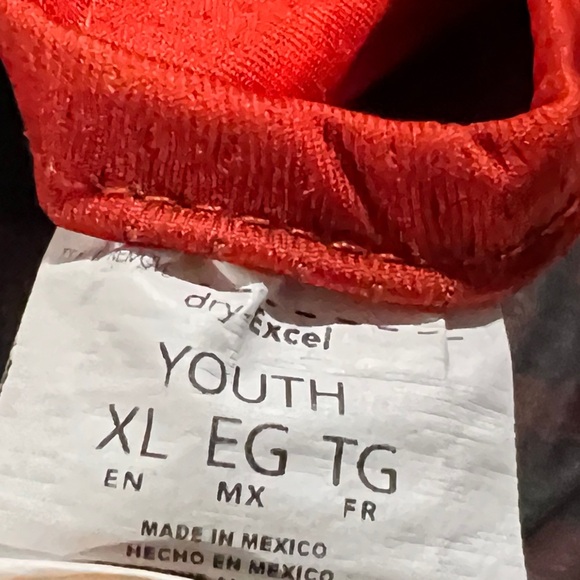 dry-Excel
YOUTH
XL EG TG
EN MX FR
MADE IN MEXICO
HECHO EN MEXICO